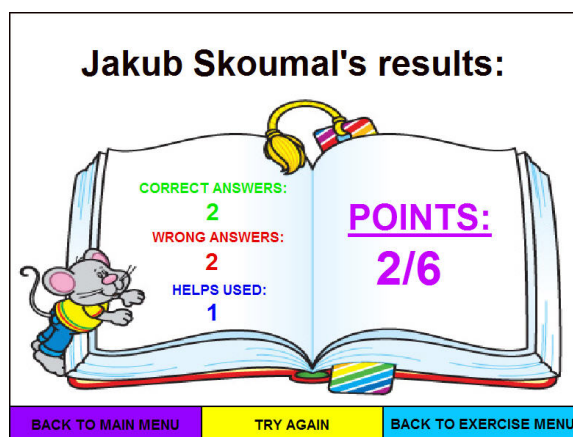 Jakub Skoumal's results:
CORRECT ANSWERS:
2
WRONG ANSWERS:
2
HELPS USED:
1
POINTS:
2/6
BACK TO MAIN MENU
TRY AGAIN
BACK TO EXERCISE MENU